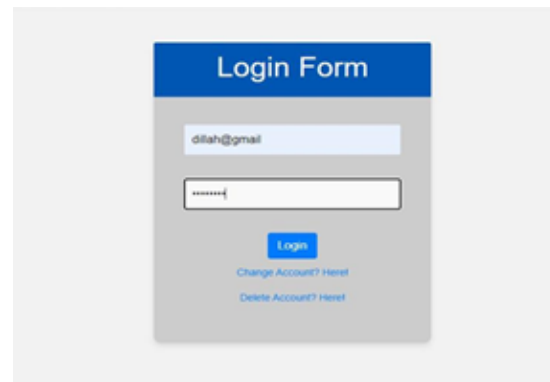 Login Form
dillah@gmail
••••••••
Login
Change Account? Here!
Delete Account? Here!